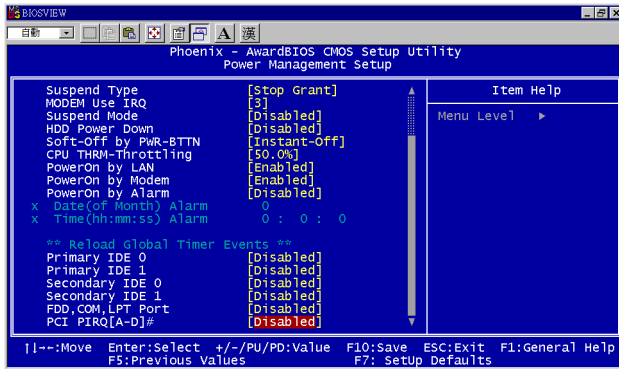 BIOSVIEW
自動
A 漢
Phoenix - AwardBIOS CMOS Setup Utility
Power Management Setup
Suspend Type [Stop Grant]
MODEM Use IRQ [3]
Suspend Mode [Disabled]
HDD Power Down [Disabled]
Soft-Off by PWR-BTTN [Instant-Off]
CPU THRM-Throttling [50.0%]
PowerOn by LAN [Enabled]
PowerOn by Modem [Enabled]
PowerOn by Alarm [Disabled]
x Date(of Month) Alarm 0
x Time(hh:mm:ss) Alarm 0 : 0 : 0
** Reload Global Timer Events **
Primary IDE 0 [Disabled]
Primary IDE 1 [Disabled]
Secondary IDE 0 [Disabled]
Secondary IDE 1 [Disabled]
FDD,COM,LPT Port [Disabled]
PCI PIRQ[A-D]# [Disabled]
Item Help
Menu Level ▶
↑↓→←:Move Enter:Select +/-/PU/PD:Value F10:Save ESC:Exit F1:General Help
F5:Previous Values F7: SetUp Defaults